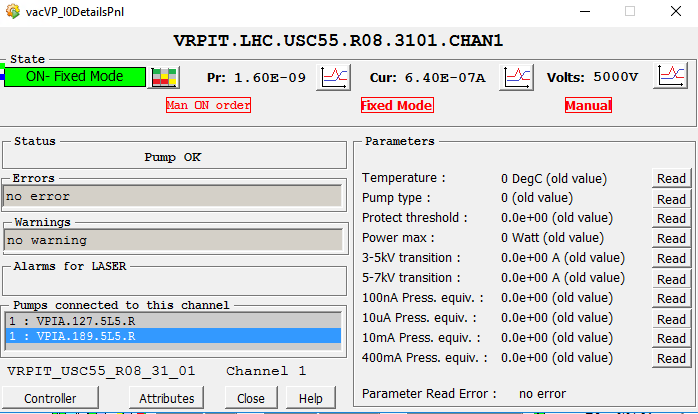 vacVP_I0DetailsPnl
VRPIT.LHC.USC55.R08.3101.CHAN1
State
ON- Fixed Mode
Pr: 1.60E-09
Cur: 6.40E-07A
Volts: 5000V
Man ON order
Fixed Mode
Manual
Status
Pump OK
Errors
no error
Warnings
no warning
Alarms for LASER
Pumps connected to this channel
1 : VPIA.127.5L5.R
1 : VPIA.189.5L5.R
VRPIT_USC55_R08_31_01 Channel 1
Controller
Attributes
Close
Help
Parameters
Temperature : 0 DegC (old value) Read
Pump type : 0 (old value) Read
Protect threshold : 0.0e+00 (old value) Read
Power max : 0 Watt (old value) Read
3-5kV transition : 0.0e+00 A (old value) Read
5-7kV transition : 0.0e+00 A (old value) Read
100nA Press. equiv. : 0.0e+00 (old value) Read
10uA Press. equiv. : 0.0e+00 (old value) Read
10mA Press. equiv. : 0.0e+00 (old value) Read
400mA Press. equiv. : 0.0e+00 (old value) Read
Parameter Read Error : no error